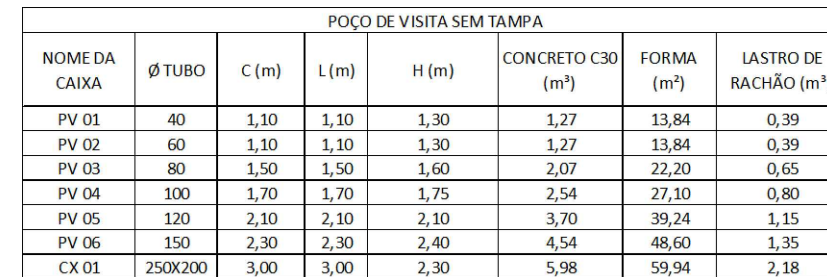 POÇO DE VISITA SEM TAMPA
NOME DA CAIXA Ø TUBO C (m) L (m) H (m) CONCRETO C30 (m³) FORMA (m²) LASTRO DE RACHÃO (m³
PV 01 40 1,10 1,10 1,30 1,27 13,84 0,39
PV 02 60 1,10 1,10 1,30 1,27 13,84 0,39
PV 03 80 1,50 1,50 1,60 2,07 22,20 0,65
PV 04 100 1,70 1,70 1,75 2,54 27,10 0,80
PV 05 120 2,10 2,10 2,10 3,70 39,24 1,15
PV 06 150 2,30 2,30 2,40 4,54 48,60 1,35
CX 01 250X200 3,00 3,00 2,30 5,98 59,94 2,18